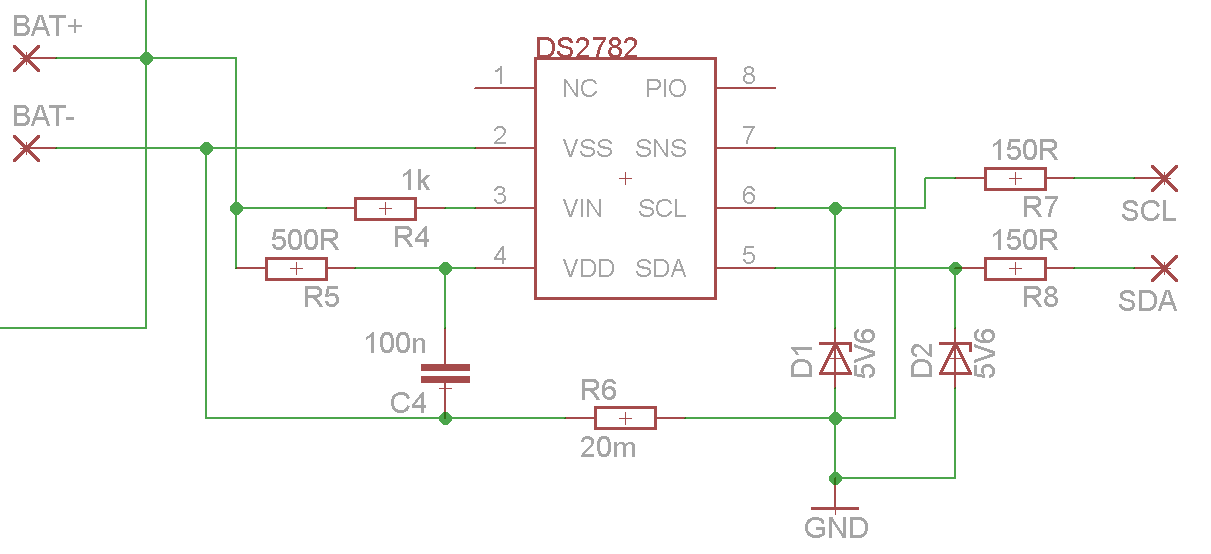 BAT+
DS2782
1 NC PIO 8
BAT-
2 VSS SNS 7
150R
1k
3 VIN SCL 6
R7
SCL
500R
R4
150R
4 VDD SDA 5
R5
R8
SDA
100n
D1
5V6
D2
5V6
C4
R6
20m
GND